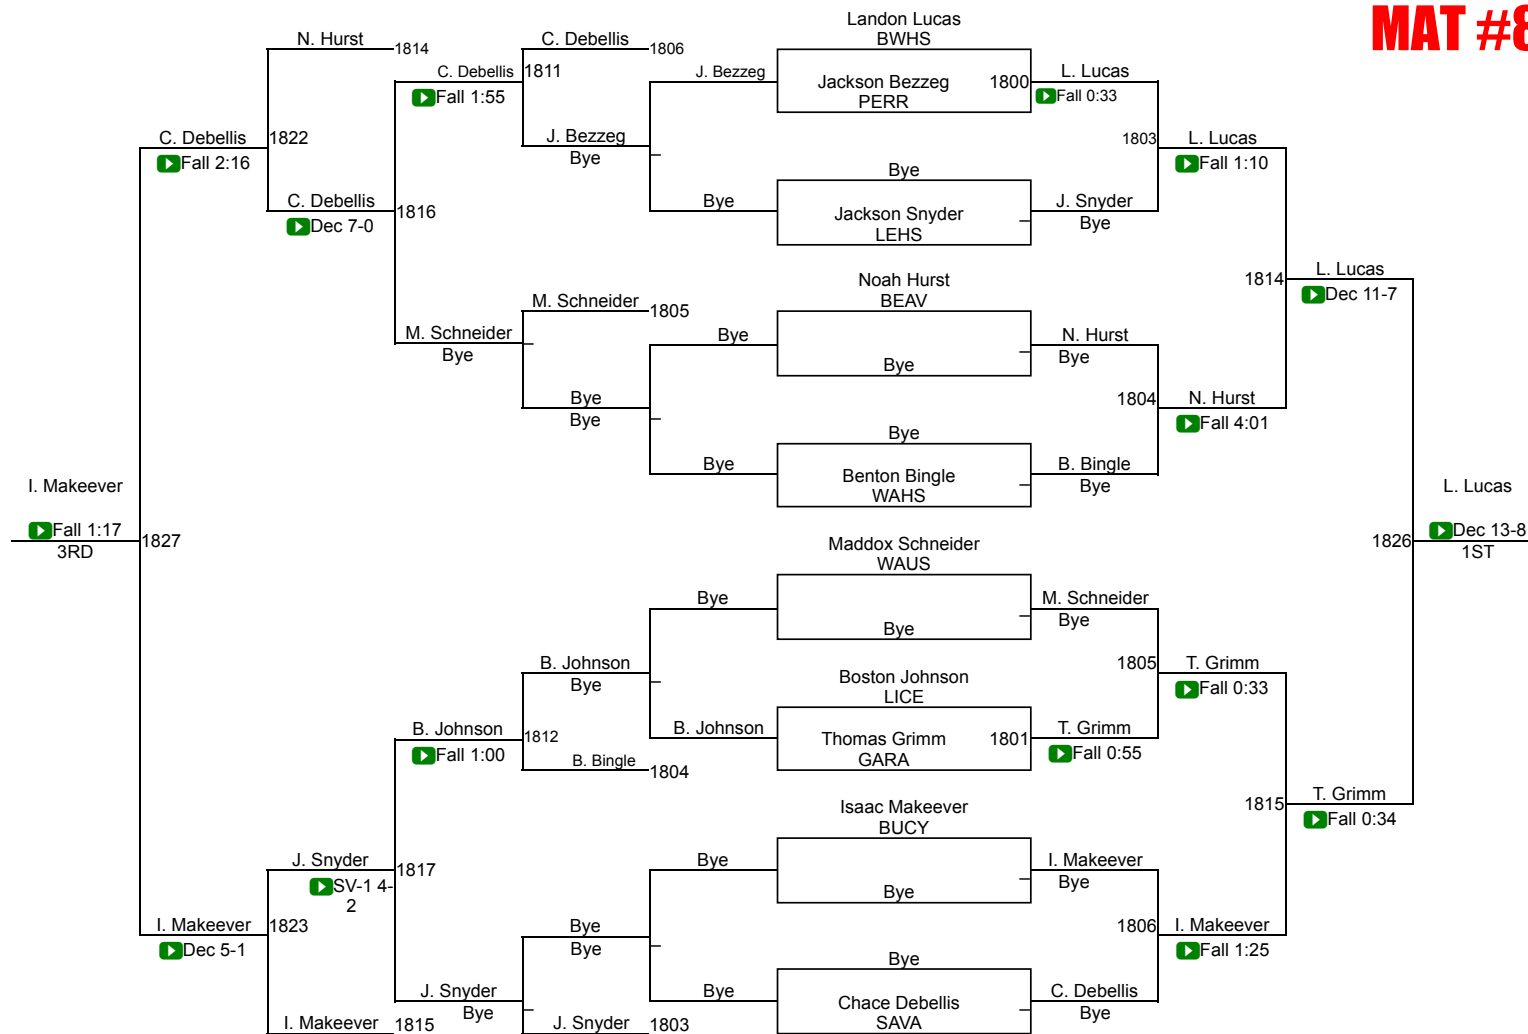 MAT #8
Landon Lucas
BWHS
N. Hurst
1814
C. Debellis
1806
C. Debellis
1811
J. Bezzeg
Jackson Bezzeg
PERR
1800
L. Lucas
Fall 0:33
Fall 1:55
J. Bezzeg
Bye
C. Debellis
1822
Fall 2:16
1803
L. Lucas
Fall 1:10
Bye
C. Debellis
1816
Dec 7-0
Bye
Jackson Snyder
LEHS
J. Snyder
Bye
Noah Hurst
BEAV
1814
L. Lucas
Dec 11-7
M. Schneider
1805
M. Schneider
Bye
Bye
Bye
N. Hurst
Bye
Bye
Bye
1804
N. Hurst
Fall 4:01
Bye
Bye
Benton Bingle
WAHS
B. Bingle
Bye
I. Makeever
Fall 1:17
3RD
1827
L. Lucas
1826
Dec 13-8
1ST
Maddox Schneider
WAUS
Bye
Bye
M. Schneider
Bye
B. Johnson
Bye
Boston Johnson
LICE
1805
T. Grimm
Fall 0:33
B. Johnson
1812
Fall 1:00
B. Johnson
Thomas Grimm
GARA
1801
T. Grimm
Fall 0:55
B. Bingle
1804
Isaac Makeever
BUCY
1815
T. Grimm
Fall 0:34
J. Snyder
1817
SV-1 4-
2
Bye
Bye
I. Makeever
Bye
I. Makeever
1823
Dec 5-1
Bye
Bye
1806
I. Makeever
Fall 1:25
Bye
J. Snyder
Bye
Bye
Chace Debellis
SAVA
C. Debellis
Bye
I. Makeever
1815
J. Snyder
1803